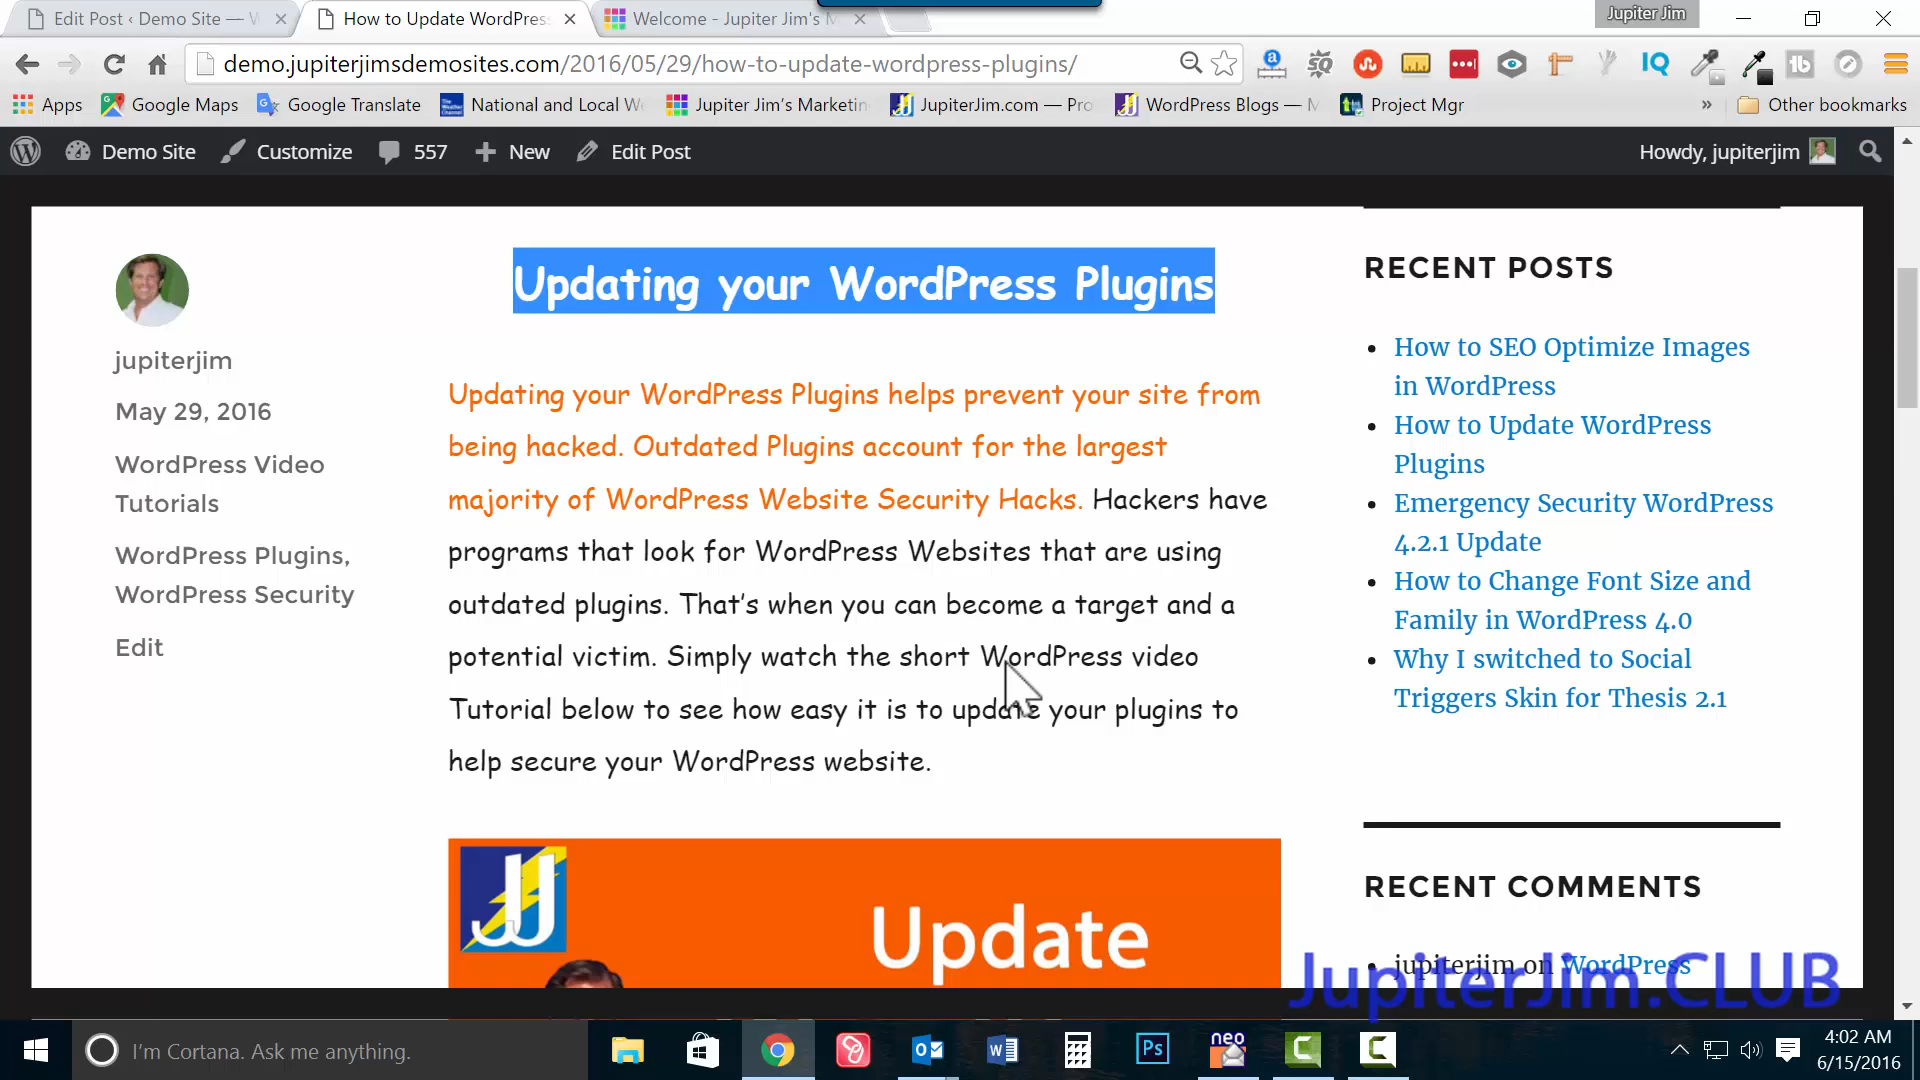 Edit Post ‹ Demo Site — W
How to Update WordPress
Welcome - Jupiter Jim's M
Jupiter Jim
demo.jupiterjimsdemosites.com/2016/05/29/how-to-update-wordpress-plugins/
a
SQ
IQ
Apps
Google Maps
Google Translate
National and Local We
Jupiter Jim's Marketin
JupiterJim.com — Pro
WordPress Blogs — M
Project Mgr
»
Other bookmarks
Demo Site
Customize
557
New
Edit Post
Howdy, jupiterjim
jupiterjim
May 29, 2016
WordPress Video
Tutorials
WordPress Plugins,
WordPress Security
Edit
Updating your WordPress Plugins
Updating your WordPress Plugins helps prevent your site from
being hacked. Outdated Plugins account for the largest
majority of WordPress Website Security Hacks. Hackers have
programs that look for WordPress Websites that are using
outdated plugins. That's when you can become a target and a
potential victim. Simply watch the short WordPress video
Tutorial below to see how easy it is to update your plugins to
help secure your WordPress website.
JJ
Update
RECENT POSTS
How to SEO Optimize Images
in WordPress
How to Update WordPress
Plugins
Emergency Security WordPress
4.2.1 Update
How to Change Font Size and
Family in WordPress 4.0
Why I switched to Social
Triggers Skin for Thesis 2.1
RECENT COMMENTS
jupiterjim on WordPress
JupiterJim.CLUB
I'm Cortana. Ask me anything.
Ps
neo
4:02 AM
6/15/2016